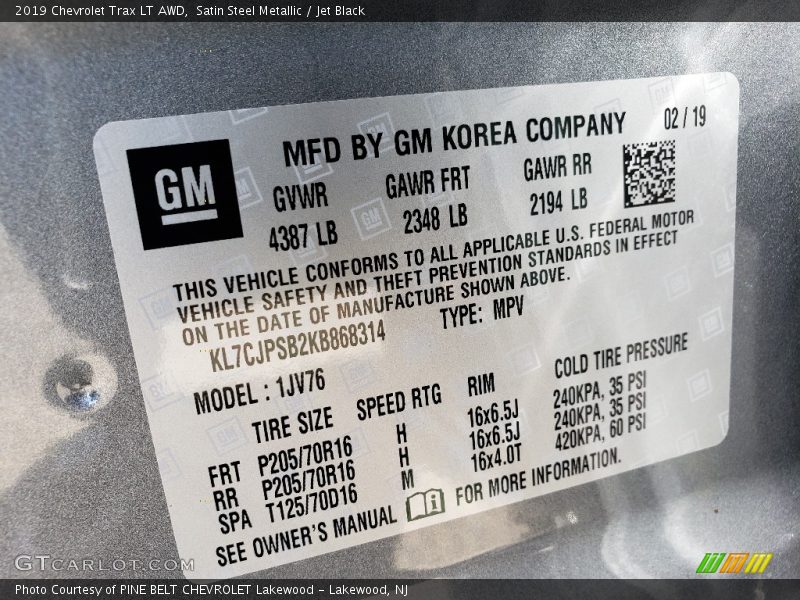 2019 Chevrolet Trax LT AWD, Satin Steel Metallic / Jet Black
MFD BY GM KOREA COMPANY 02 / 19
GM
GVWR GAWR FRT GAWR RR
4387 LB 2348 LB 2194 LB
THIS VEHICLE CONFORMS TO ALL APPLICABLE U.S. FEDERAL MOTOR
VEHICLE SAFETY AND THEFT PREVENTION STANDARDS IN EFFECT
ON THE DATE OF MANUFACTURE SHOWN ABOVE.
KL7CJPSB2KB868314 TYPE: MPV
MODEL : 1JV76
TIRE SIZE SPEED RTG RIM COLD TIRE PRESSURE
FRT P205/70R16 H 16x6.5J 240KPA, 35 PSI
RR P205/70R16 H 16x6.5J 240KPA, 35 PSI
SPA T125/70D16 M 16x4.0T 420KPA, 60 PSI
SEE OWNER'S MANUAL FOR MORE INFORMATION.
GTCARLOT.COM
Photo Courtesy of PINE BELT CHEVROLET Lakewood - Lakewood, NJ